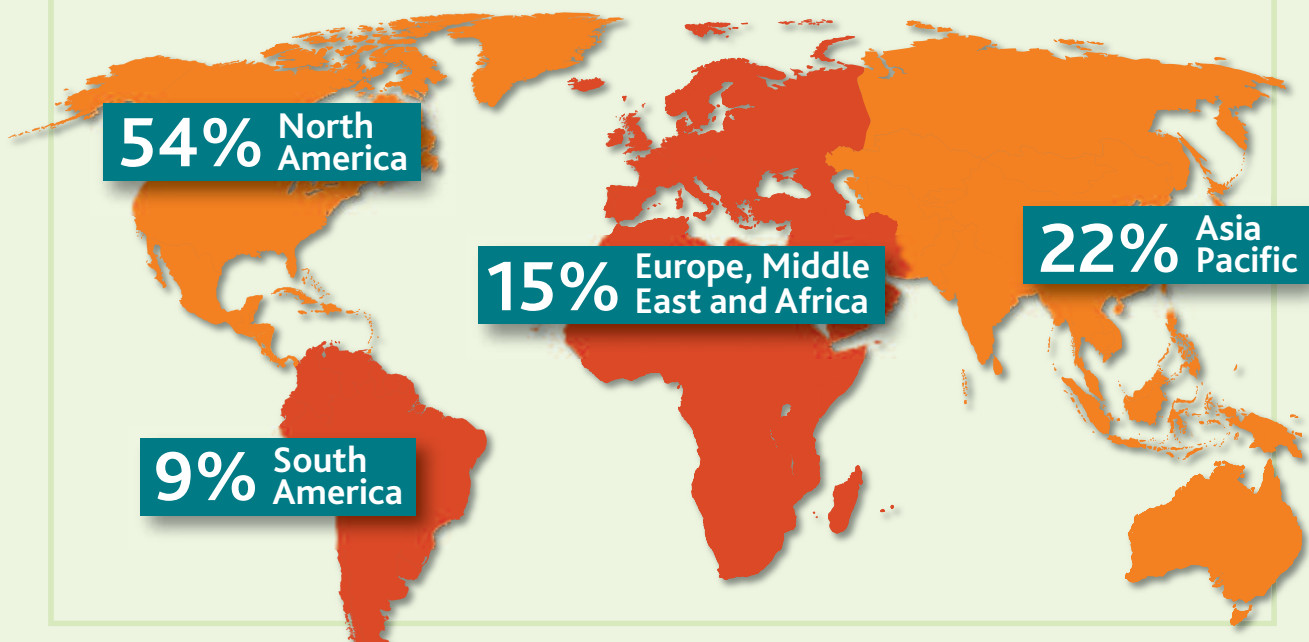 54% North
America
15% Europe, Middle
East and Africa
22% Asia
Pacific
9% South
America